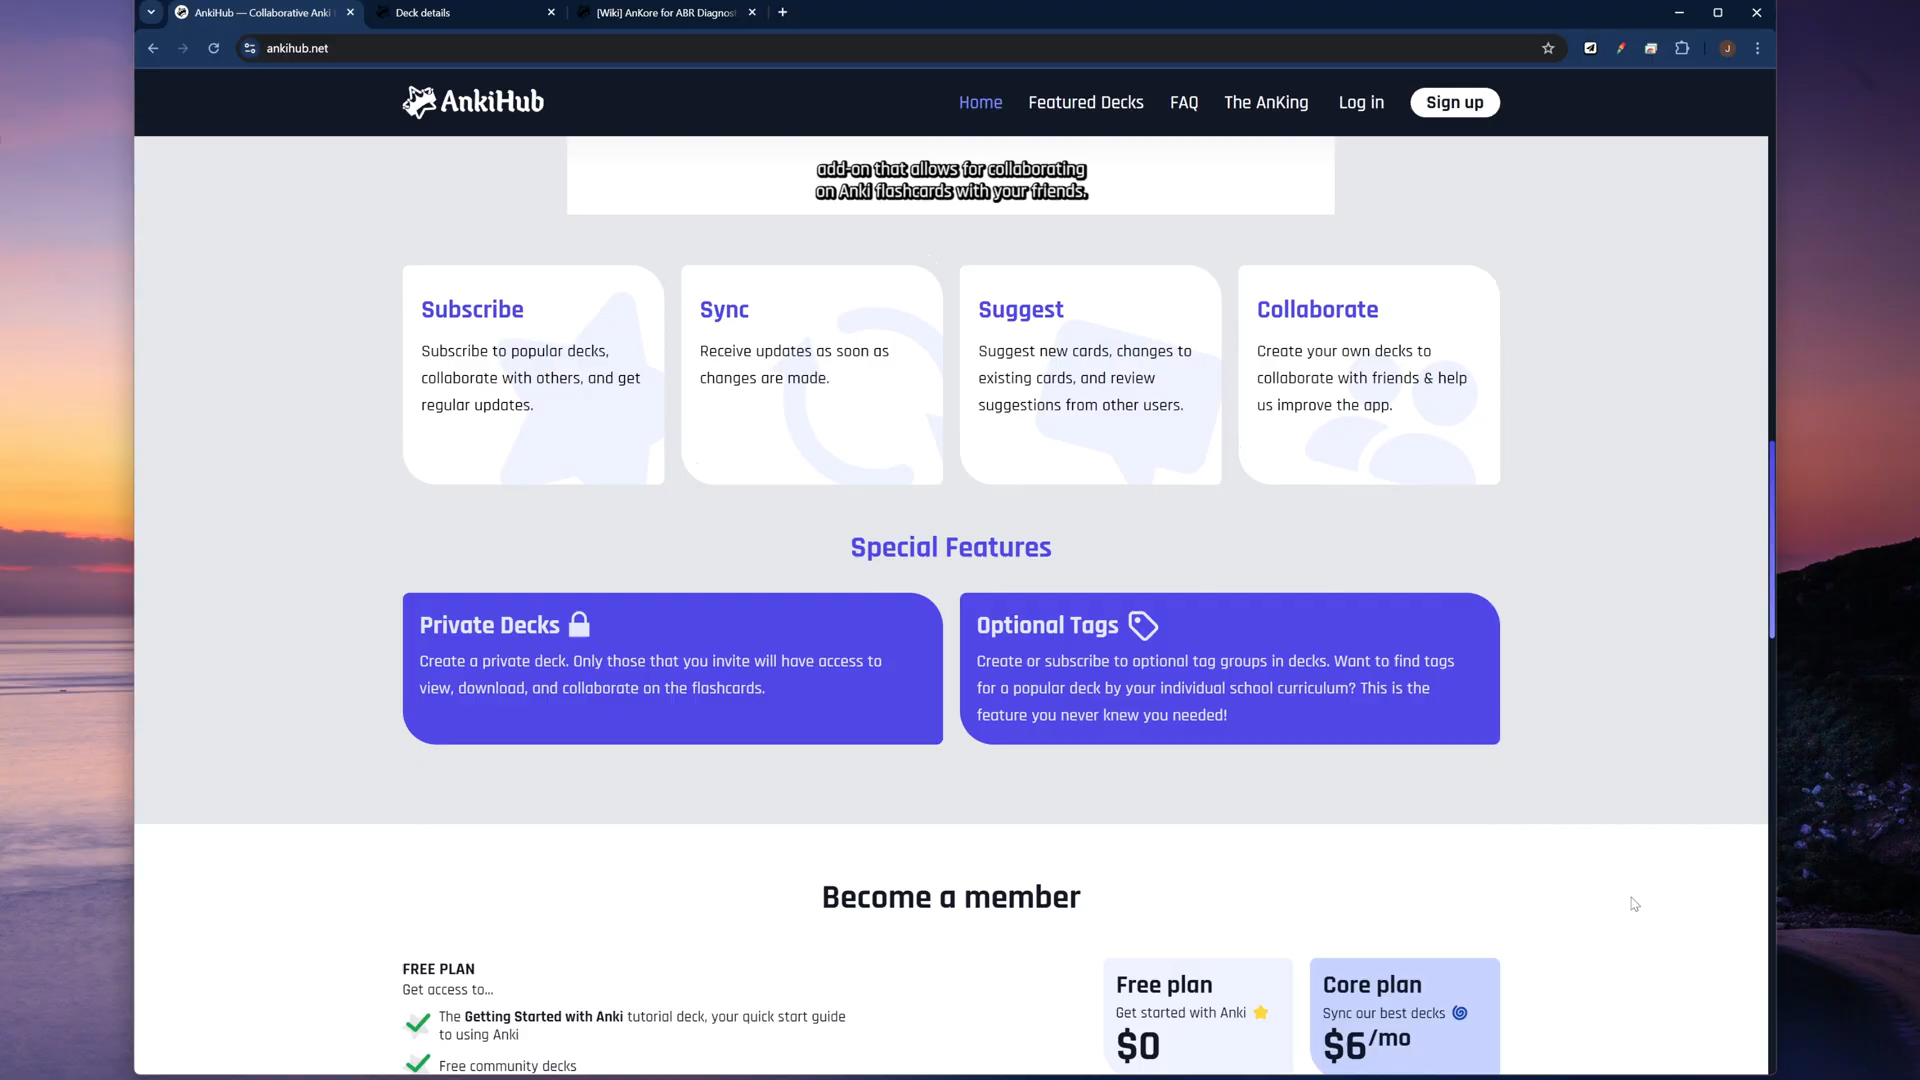 AnkiHub — Collaborative Anki
Deck details
[Wiki] AnKore for ABR Diagnos
ankihub.net
J
AnkiHub
Home
Featured Decks
FAQ
The AnKing
Log in
Sign up
add-on that allows for collaborating
on Anki flashcards with your friends.
Subscribe
Subscribe to popular decks,
collaborate with others, and get
regular updates.
Sync
Receive updates as soon as
changes are made.
Suggest
Suggest new cards, changes to
existing cards, and review
suggestions from other users.
Collaborate
Create your own decks to
collaborate with friends & help
us improve the app.
Special Features
Private Decks
Create a private deck. Only those that you invite will have access to
view, download, and collaborate on the flashcards.
Optional Tags
Create or subscribe to optional tag groups in decks. Want to find tags
for a popular deck by your individual school curriculum? This is the
feature you never knew you needed!
Become a member
FREE PLAN
Get access to...
The Getting Started with Anki tutorial deck, your quick start guide
to using Anki
Free community decks
Free plan
Get started with Anki
$0
Core plan
Sync our best decks
$6/mo